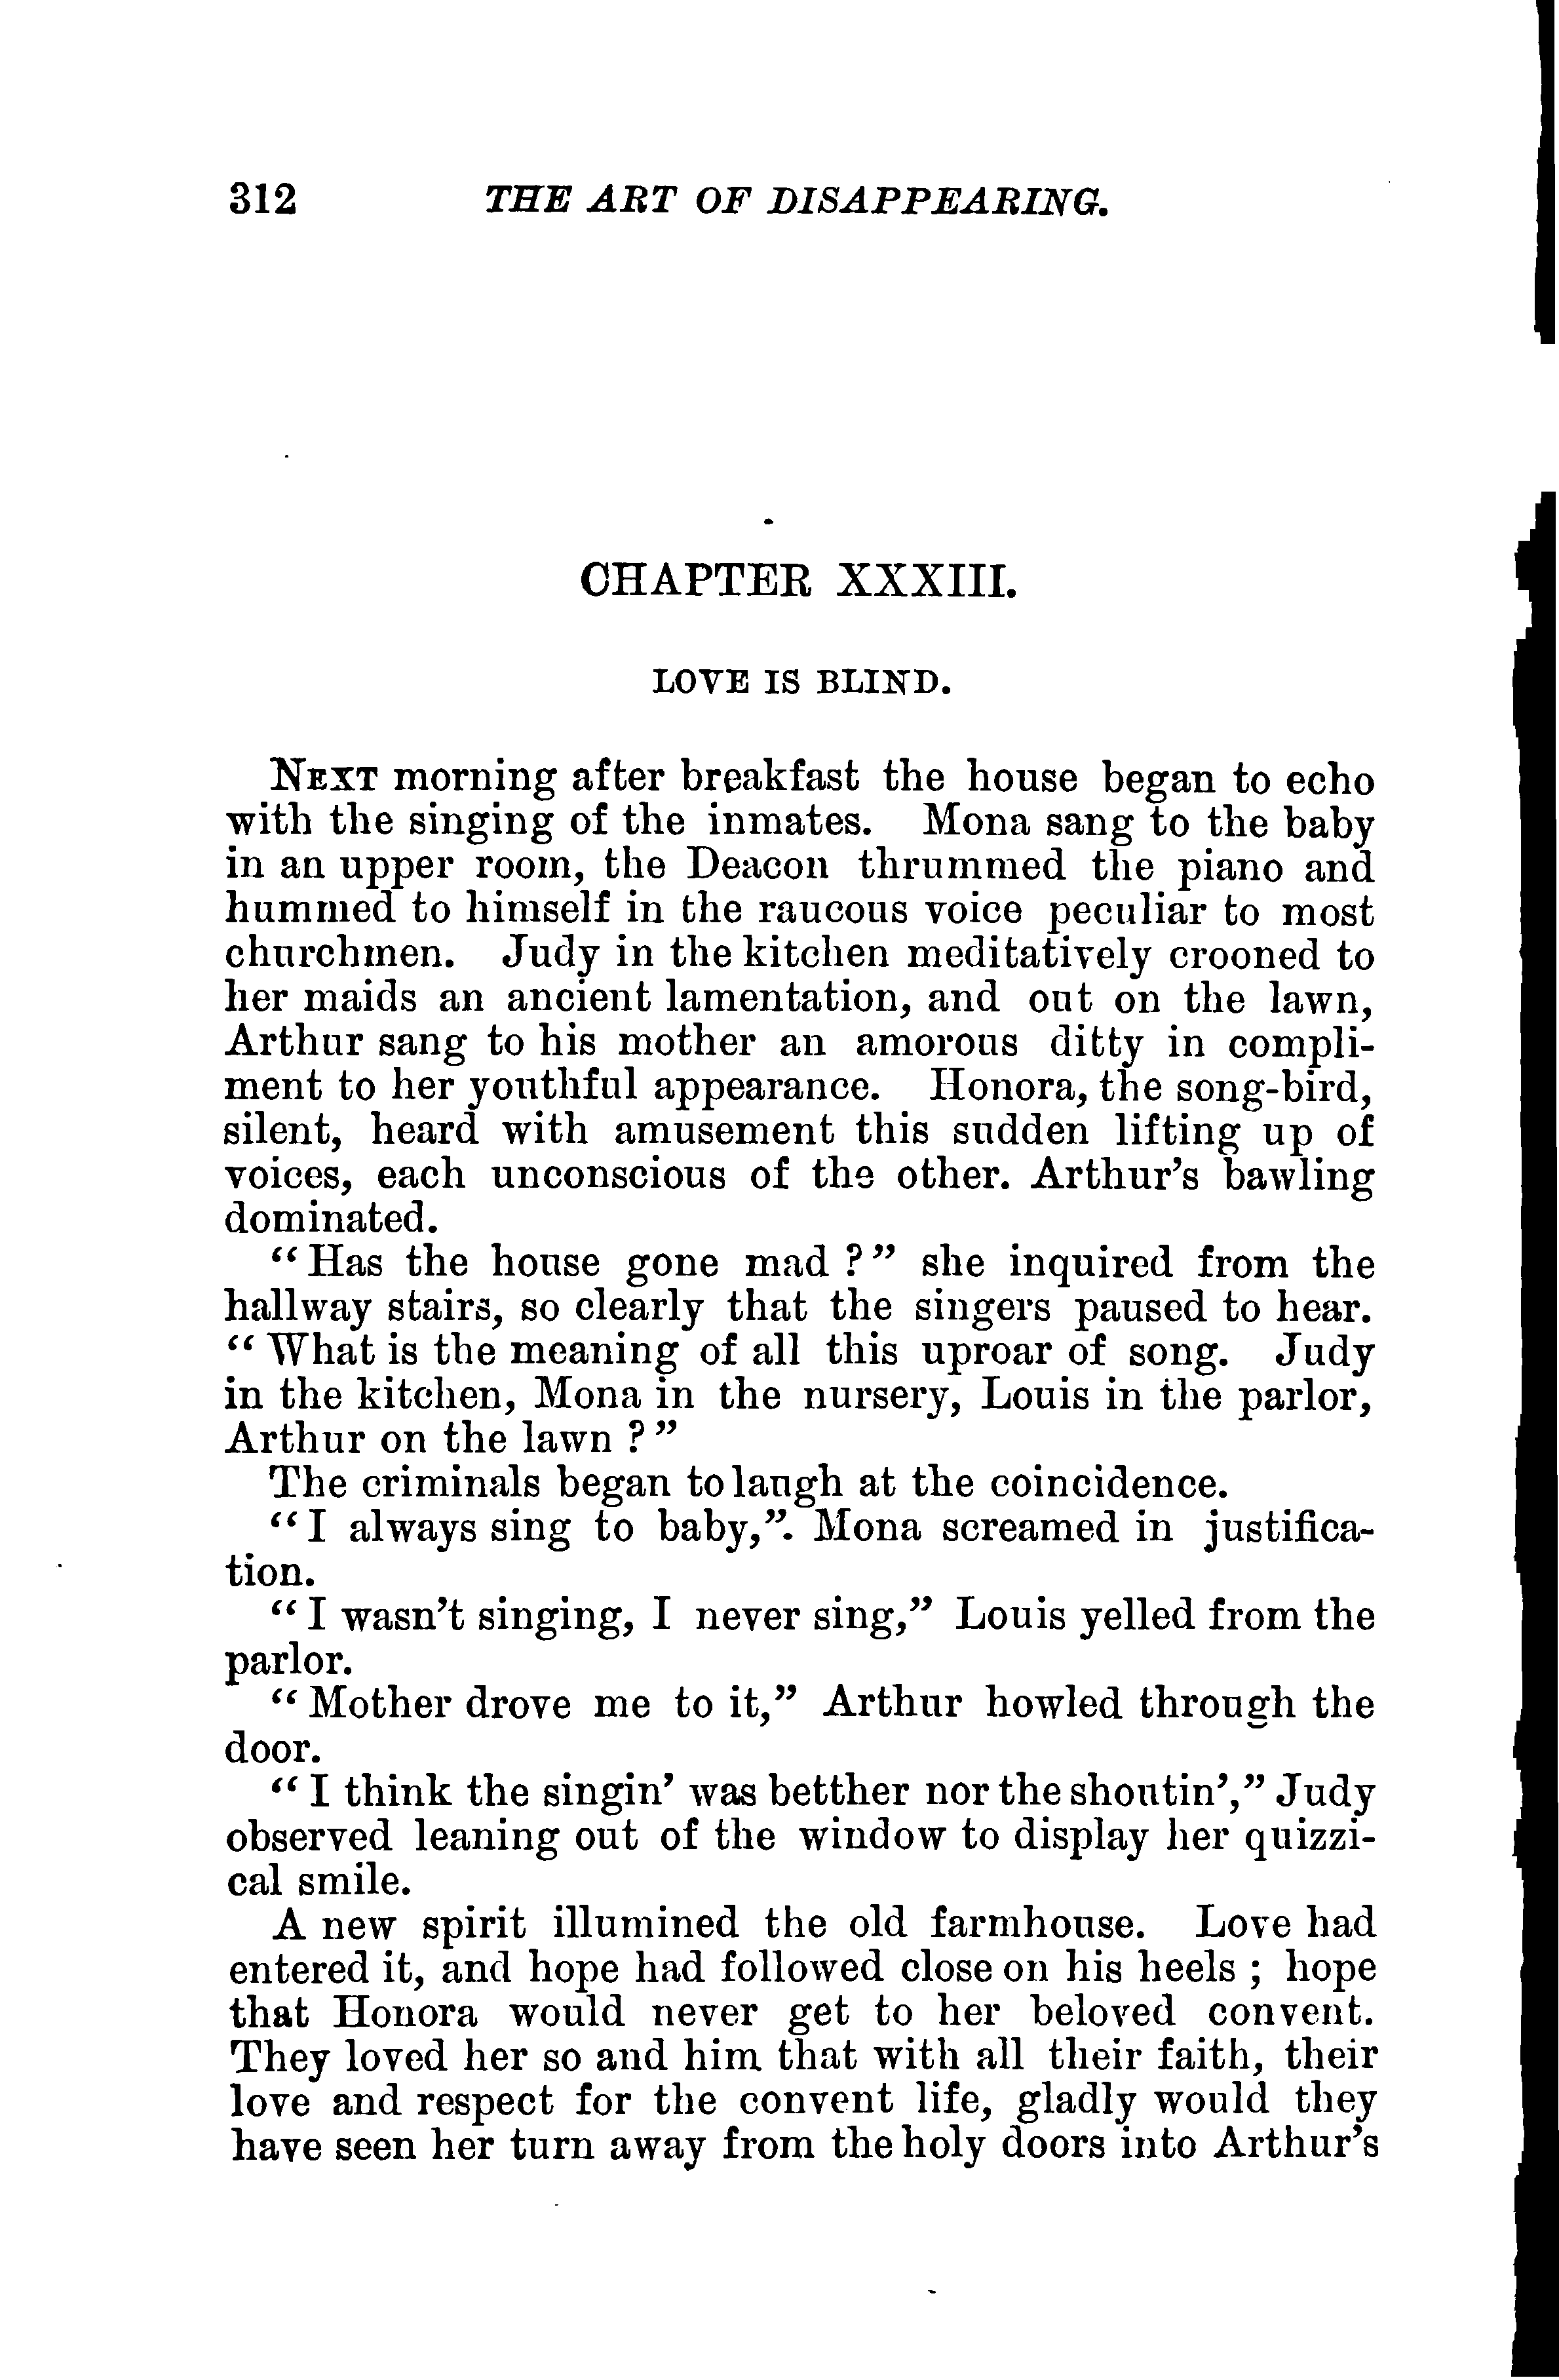 312 THE ART OF DISAPPEARING.
CHAPTER XXXIII.
LOVE IS BLIND.
NEXT morning after breakfast the house began to echo
with the singing of the inmates. Mona sang to the baby
in an upper room, the Deacon thrummed the piano and
hummed to himself in the raucous voice peculiar to most
churchmen. Judy in the kitchen meditatively crooned to
her maids an ancient lamentation, and out on the lawn,
Arthur sang to his mother an amorous ditty in compli-
ment to her youthful appearance. Honora, the song-bird,
silent, heard with amusement this sudden lifting up of
voices, each unconscious of the other. Arthur's bawling
dominated.
"Has the house gone mad?" she inquired from the
hallway stairs, so clearly that the singers paused to hear.
"What is the meaning of all this uproar of song. Judy
in the kitchen, Mona in the nursery, Louis in the parlor,
Arthur on the lawn?"
The criminals began to laugh at the coincidence.
"I always sing to baby,". Mona screamed in justifica-
tion.
"I wasn't singing, I never sing," Louis yelled from the
parlor.
"Mother drove me to it," Arthur howled through the
door.
"I think the singin' was betther nor the shoutin'," Judy
observed leaning out of the window to display her quizzi-
cal smile.
A new spirit illumined the old farmhouse. Love had
entered it, and hope had followed close on his heels; hope
that Honora would never get to her beloved convent.
They loved her so and him that with all their faith, their
love and respect for the convent life, gladly would they
have seen her turn away from the holy doors into Arthur's